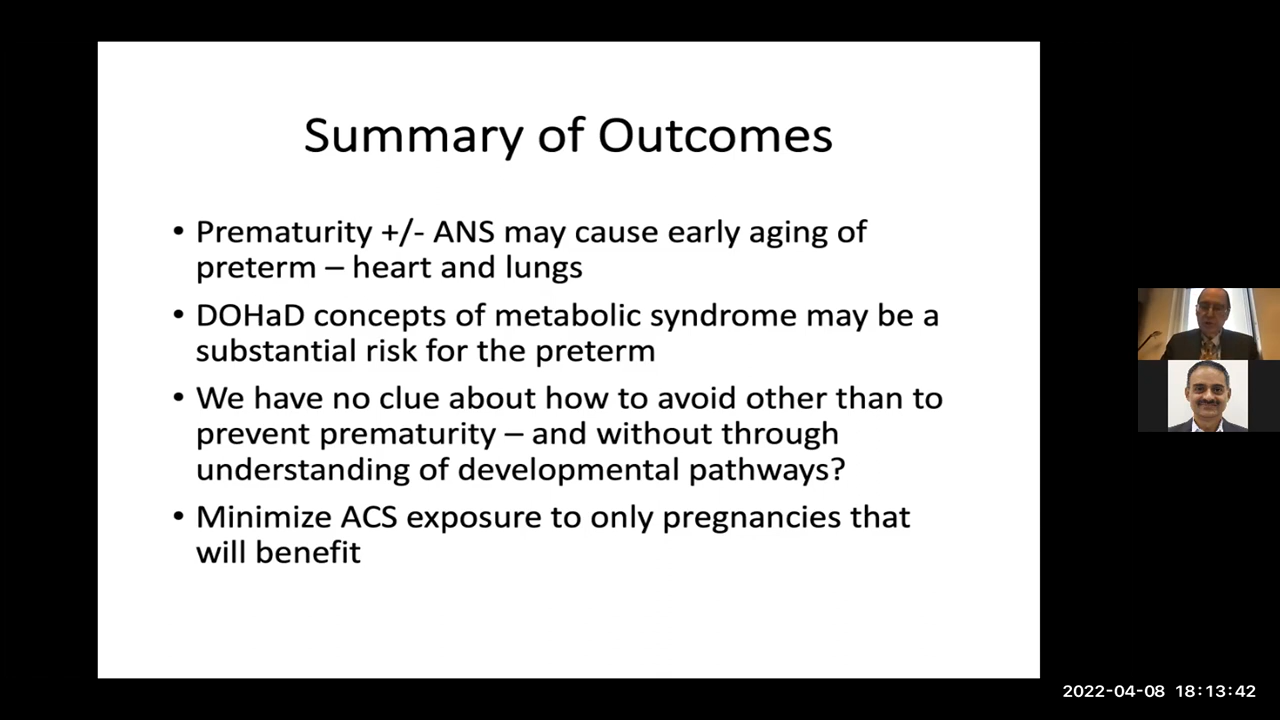 Summary of Outcomes
• Prematurity +/- ANS may cause early aging of
preterm – heart and lungs
• DOHaD concepts of metabolic syndrome may be a
substantial risk for the preterm
• We have no clue about how to avoid other than to
prevent prematurity – and without through
understanding of developmental pathways?
• Minimize ACS exposure to only pregnancies that
will benefit
2022-04-08 18:13:42